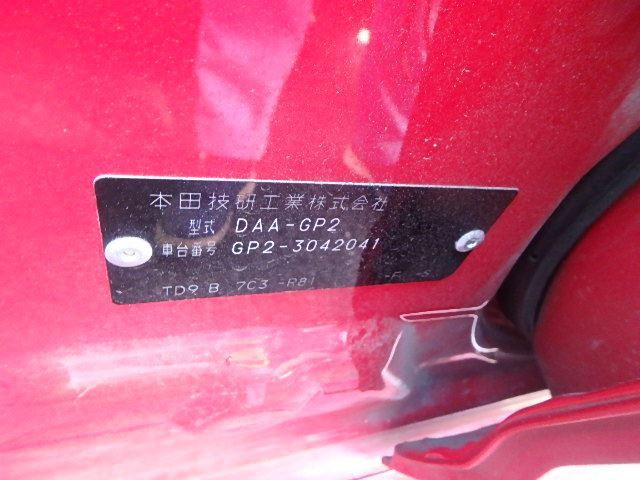 本田技研工業株式会社
型式 DAA-GP2
車台番号 GP2-3042041
TD9 B 7C3 -R81 -F -S